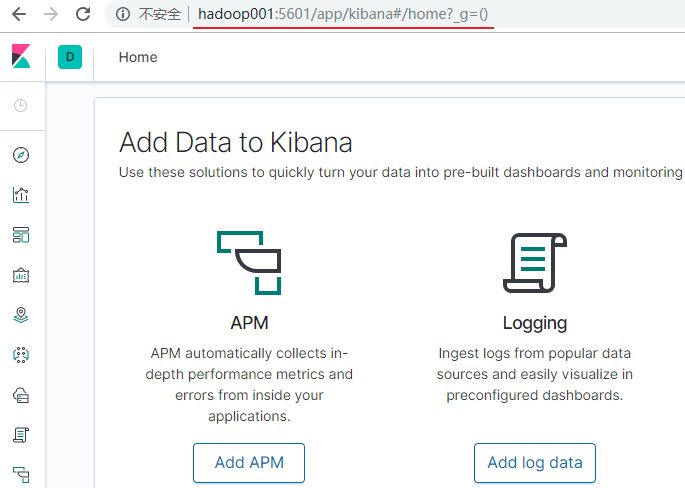 不安全 hadoop001:5601/app/kibana#/home?_g=()
D Home
Add Data to Kibana
Use these solutions to quickly turn your data into pre-built dashboards and monitoring
APM
APM automatically collects in-
depth performance metrics and
errors from inside your
applications.
Add APM
Logging
Ingest logs from popular data
sources and easily visualize in
preconfigured dashboards.
Add log data